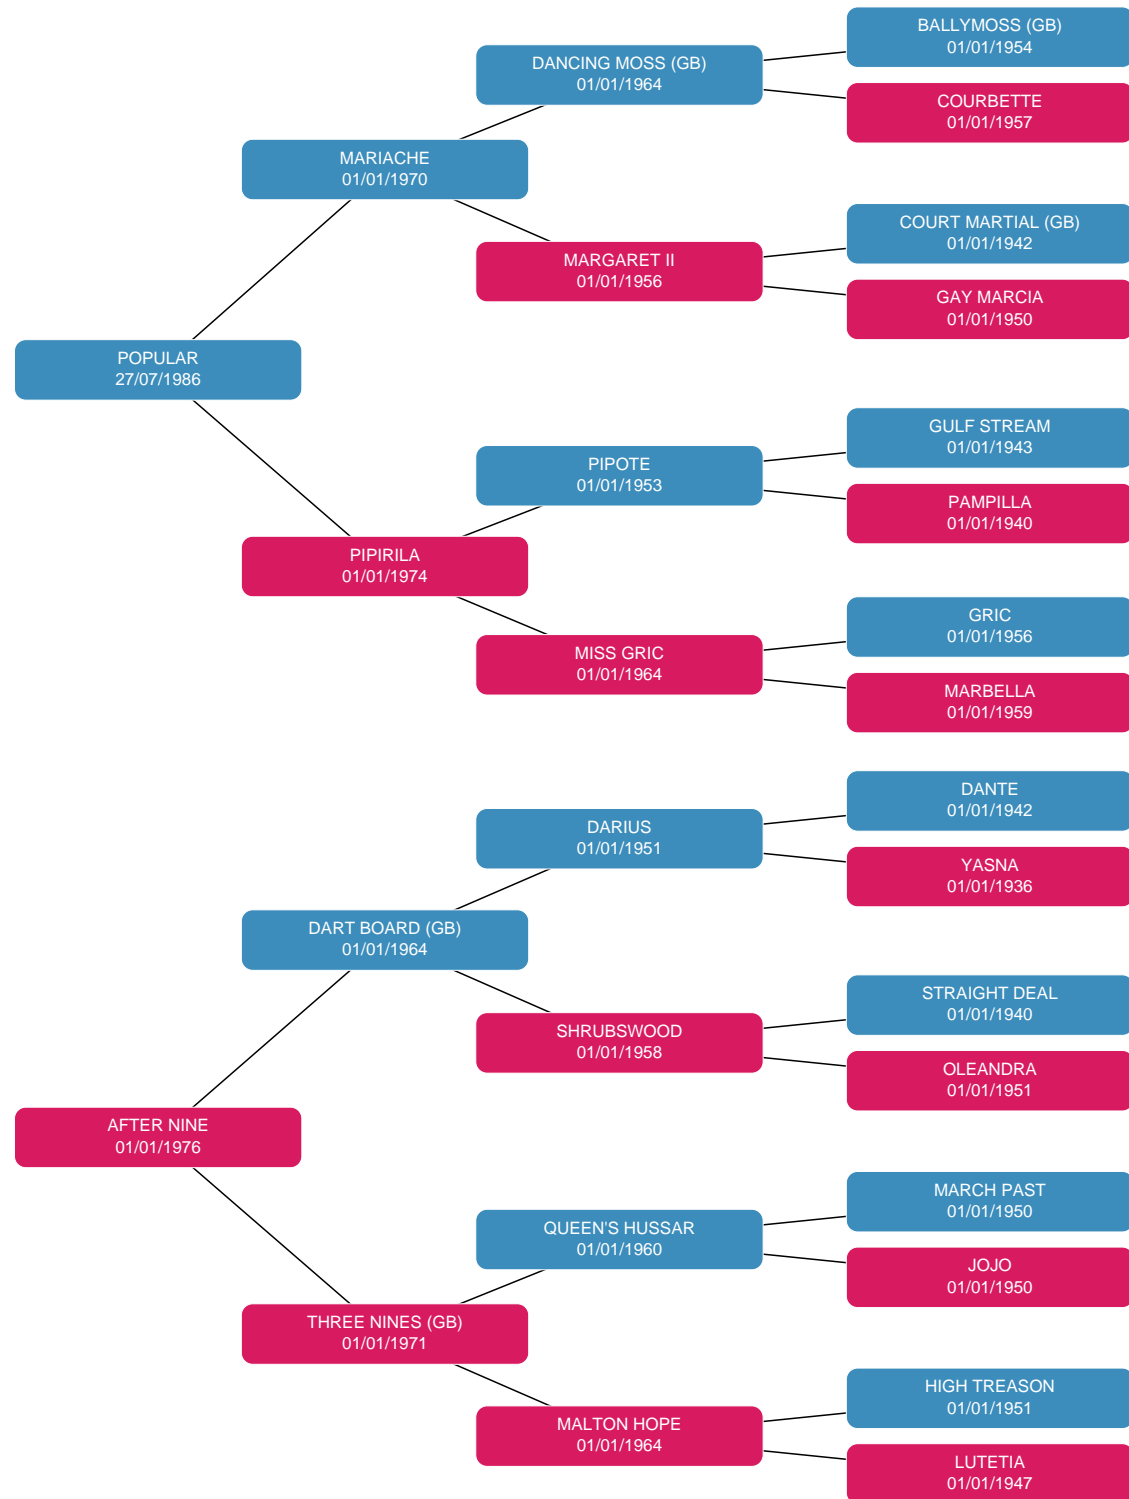 BALLYMOSS (GB)
01/01/1954
DANCING MOSS (GB)
01/01/1964
COURBETTE
01/01/1957
MARIACHE
01/01/1970
COURT MARTIAL (GB)
01/01/1942
MARGARET II
01/01/1956
GAY MARCIA
01/01/1950
POPULAR
27/07/1986
GULF STREAM
01/01/1943
PIPOTE
01/01/1953
PAMPILLA
01/01/1940
PIPIRILA
01/01/1974
GRIC
01/01/1956
MISS GRIC
01/01/1964
MARBELLA
01/01/1959
DANTE
01/01/1942
DARIUS
01/01/1951
YASNA
01/01/1936
DART BOARD (GB)
01/01/1964
STRAIGHT DEAL
01/01/1940
SHRUBSWOOD
01/01/1958
OLEANDRA
01/01/1951
AFTER NINE
01/01/1976
MARCH PAST
01/01/1950
QUEEN'S HUSSAR
01/01/1960
JOJO
01/01/1950
THREE NINES (GB)
01/01/1971
HIGH TREASON
01/01/1951
MALTON HOPE
01/01/1964
LUTETIA
01/01/1947